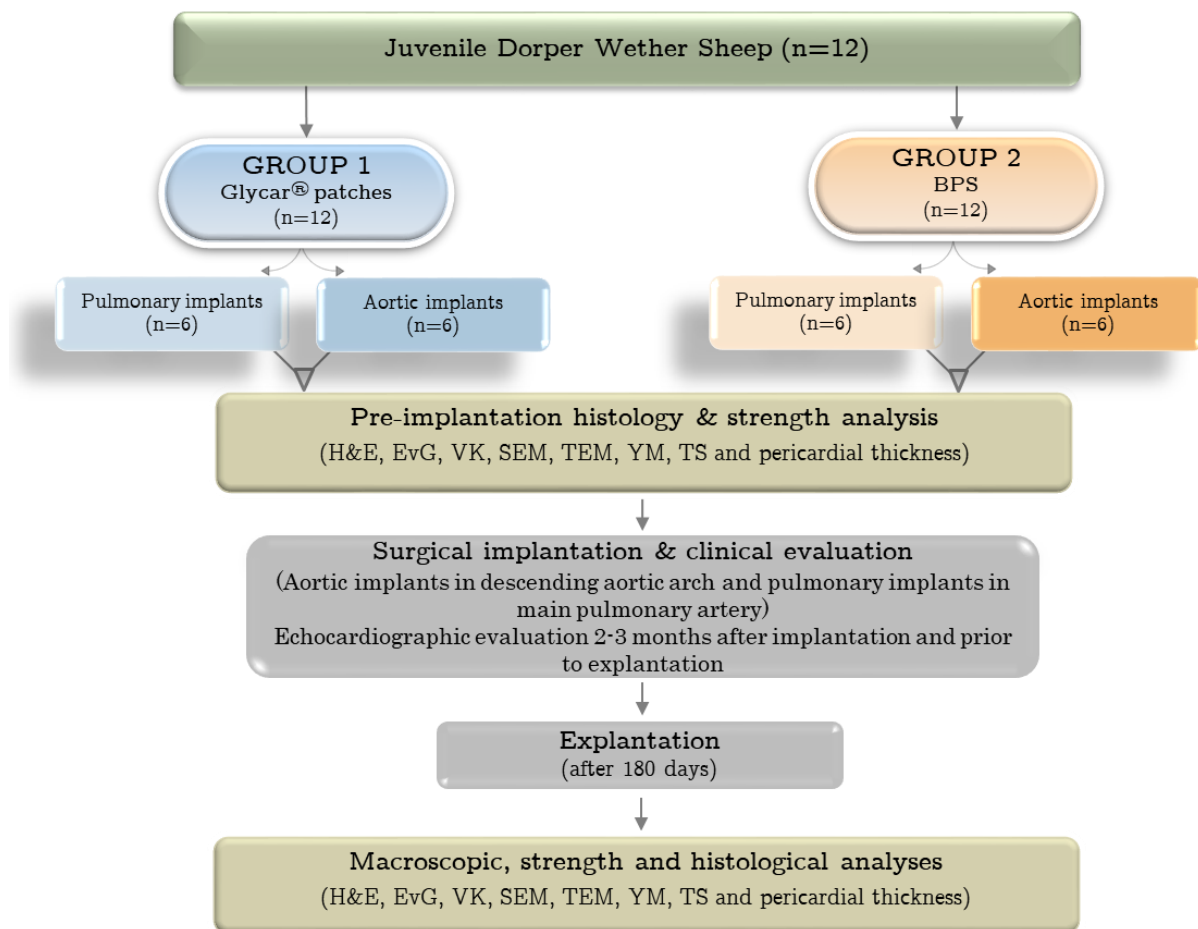 Juvenile Dorper Wether Sheep (n=12)
GROUP 1
Glycar® patches
(n=12)
GROUP 2
BPS
(n=12)
Pulmonary implants
(n=6)
Aortic implants
(n=6)
Pulmonary implants
(n=6)
Aortic implants
(n=6)
Pre-implantation histology & strength analysis
(H&E, EvG, VK, SEM, TEM, YM, TS and pericardial thickness)
Surgical implantation & clinical evaluation
(Aortic implants in descending aortic arch and pulmonary implants in
main pulmonary artery)
Echocardiographic evaluation 2-3 months after implantation and prior
to explantation
Explantation
(after 180 days)
Macroscopic, strength and histological analyses
(H&E, EvG, VK, SEM, TEM, YM, TS and pericardial thickness)